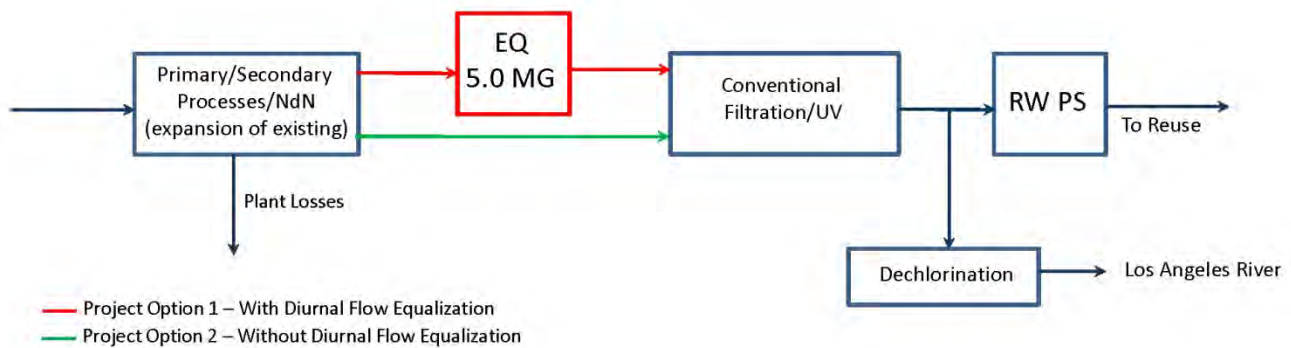 Primary/Secondary
Processes/NdN
(expansion of existing)
EQ
5.0 MG
Conventional
Filtration/UV
RW PS
To Reuse
Plant Losses
Dechlorination
Los Angeles River
Project Option 1 – With Diurnal Flow Equalization
Project Option 2 – Without Diurnal Flow Equalization